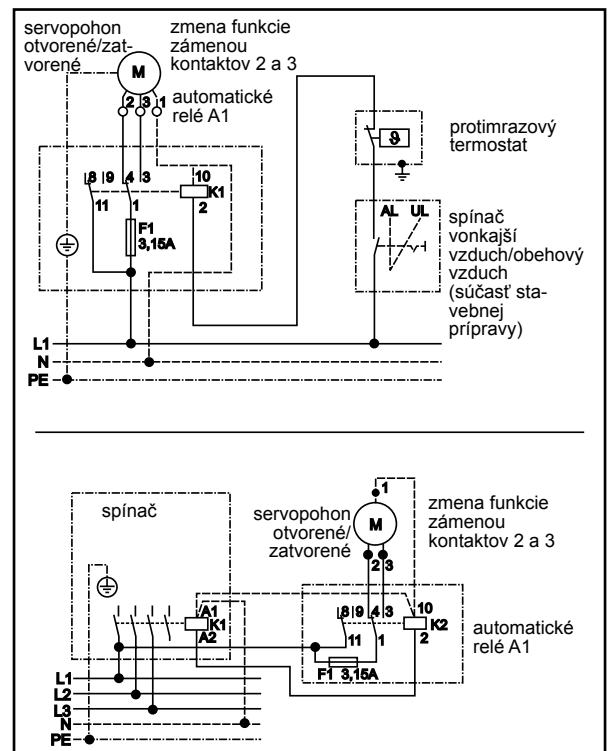 servopohon
otvorené/zat-
vorené
zmena funkcie
zámenou
kontaktov 2 a 3
M
2 3 1
automatické
relé A1
protimrazový
termostat
ϑ
8 9 4 3
10
K1
11 1
2
F1
3,15A
AL UL
spínač
vonkajší
vzduch/obehový
vzduch
(súčasť sta-
vebnej
prípravy)
L1
N
PE
spínač
servopohon
otvorené/
zatvorené
1
M
2 3
zmena funkcie
zámenou
kontaktov 2 a 3
A1
K1
A2
8 9 4 3
10
K2
11 1
2
F1 3,15A
automatické
relé A1
L1
L2
L3
N
PE